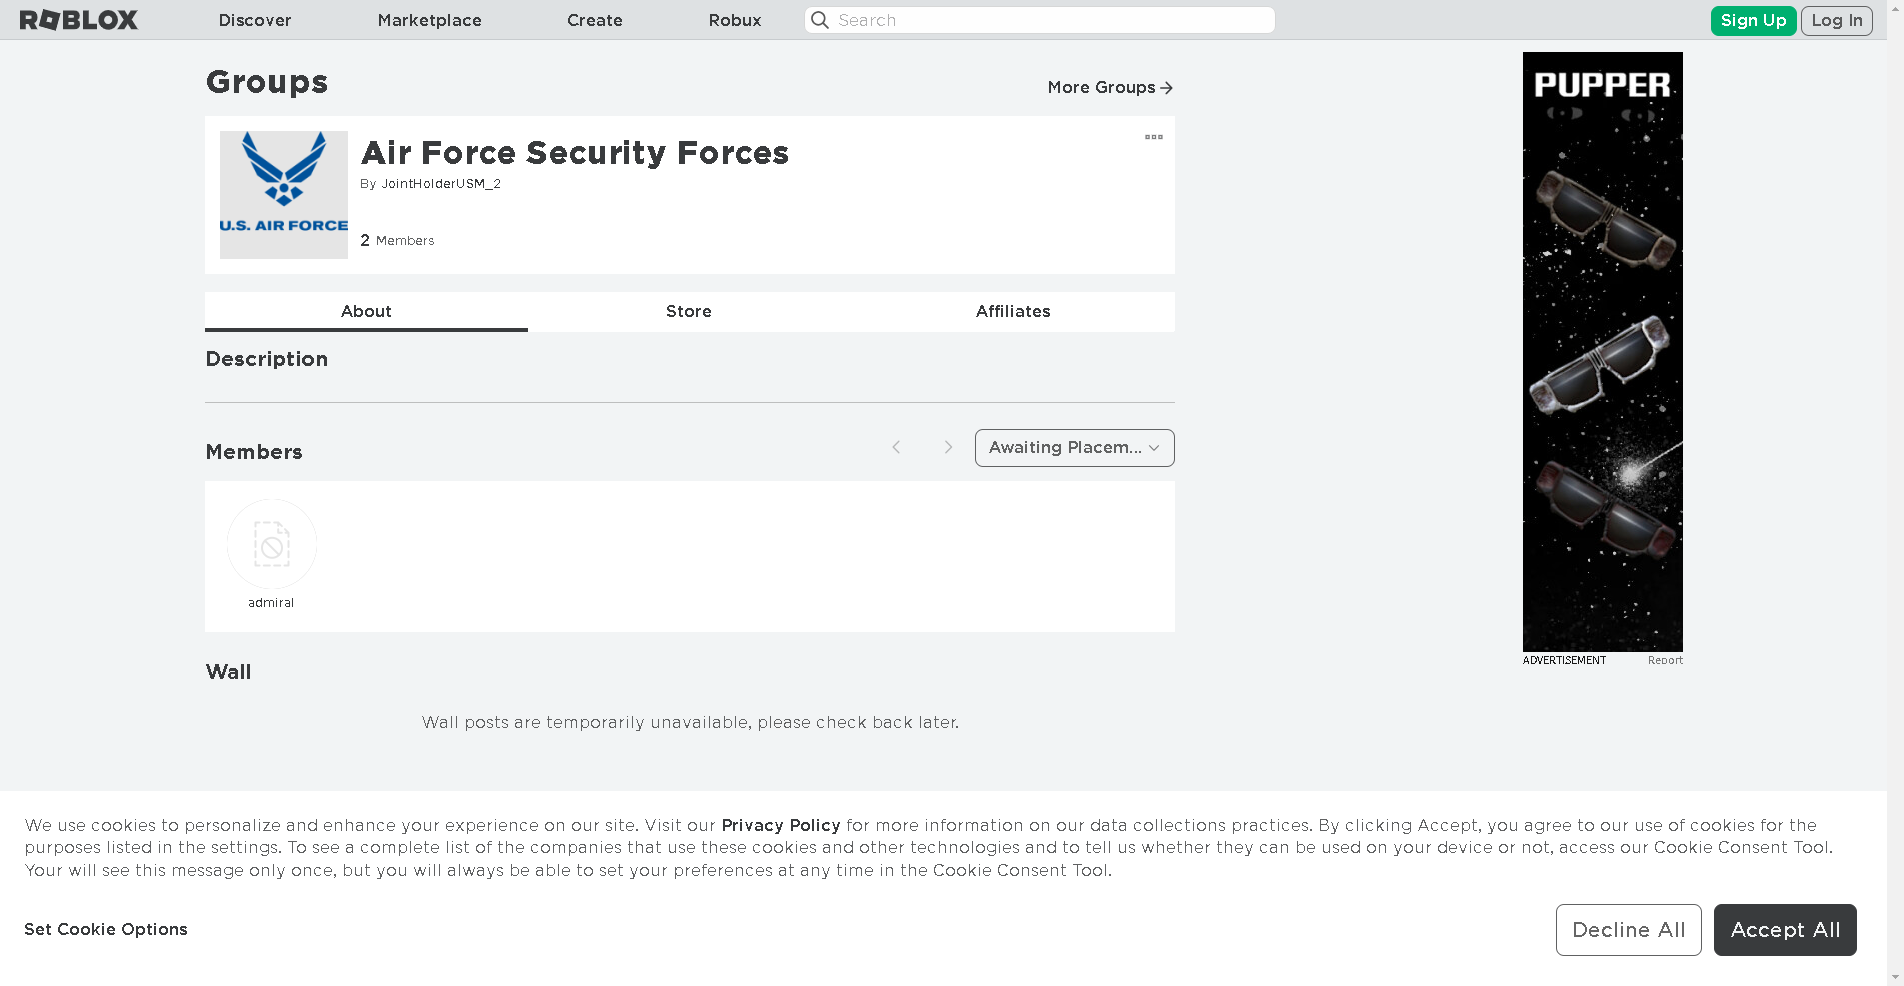 ROBLOX
Discover
Marketplace
Create
Robux
Search
Sign Up
Log In
Groups
More Groups
U.S. AIR FORCE
Air Force Security Forces
By JointHolderUSM_2
2 Members
About
Store
Affiliates
Description
Members
Awaiting Placem...
admiral
Wall
Wall posts are temporarily unavailable, please check back later.
PUPPER
ADVERTISEMENT
Report
We use cookies to personalize and enhance your experience on our site. Visit our Privacy Policy for more information on our data collections practices. By clicking Accept, you agree to our use of cookies for the
purposes listed in the settings. To see a complete list of the companies that use these cookies and other technologies and to tell us whether they can be used on your device or not, access our Cookie Consent Tool.
Your will see this message only once, but you will always be able to set your preferences at any time in the Cookie Consent Tool.
Set Cookie Options
Decline All
Accept All